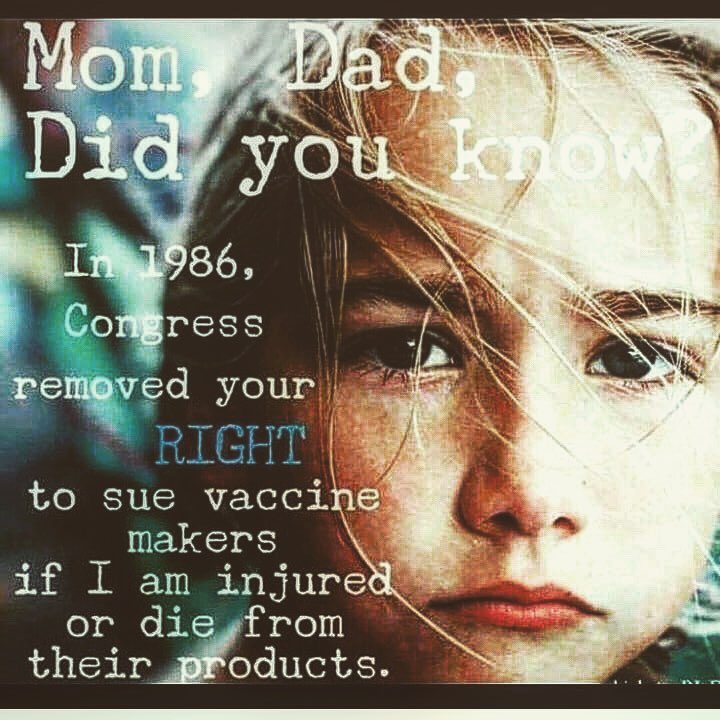 Mom, Dad,
Did you know?
In 1986,
Congress
removed your
RIGHT
to sue vaccine
makers
if I am injured
or die from
their products.